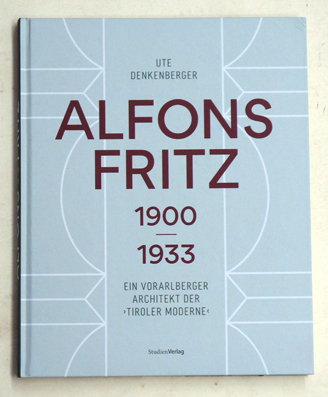 UTE
DENKENBERGER
ALFONS
FRITZ
1900
1933
EIN VORARLBERGER
ARCHITEKT DER
›TIROLER MODERNE‹
StudienVerlag